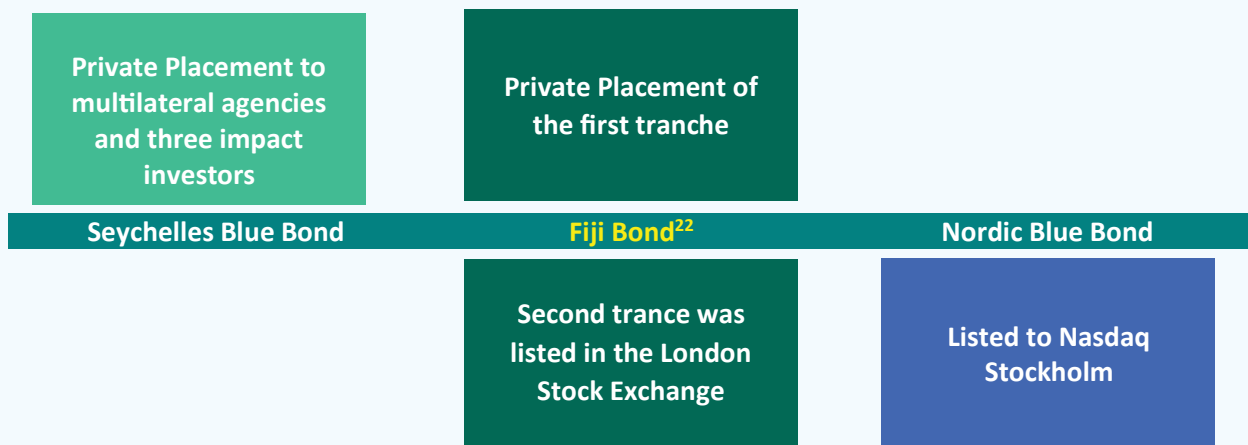 Private Placement to
multilateral agencies
and three impact
investors
Private Placement of
the first tranche
Seychelles Blue Bond
Fiji Bond22
Nordic Blue Bond
Second trance was
listed in the London
Stock Exchange
Listed to Nasdaq
Stockholm